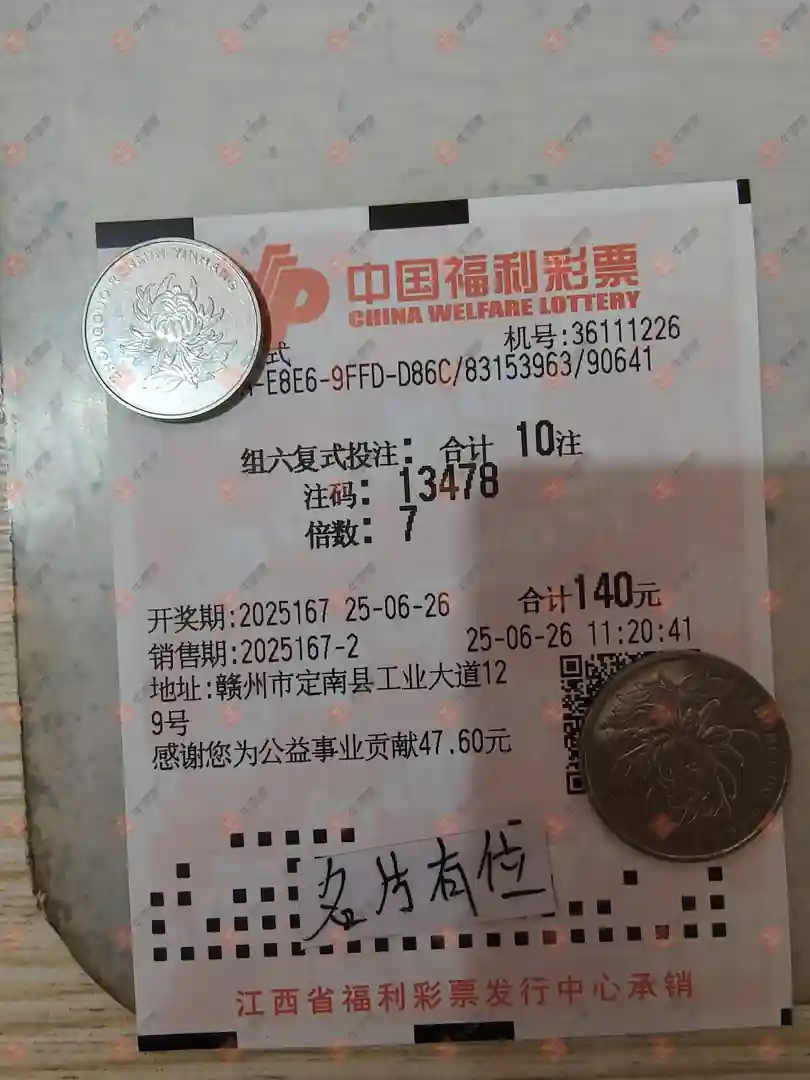 ZHONGGUO RENMIN YINHANG
中国福利彩票
CHINA WELFARE LOTTERY
机号:36111226
式
-E8E6-9FFD-D86C/83153963/90641
组六复式投注: 合计 10注
注码: 13478
倍数: 7
开奖期:2025167 25-06-26 合计140元
销售期:2025167-2 25-06-26 11:20:41
地址:赣州市定南县工业大道12
9号
感谢您为公益事业贡献47.60元
名片有位
江西省福利彩票发行中心承销